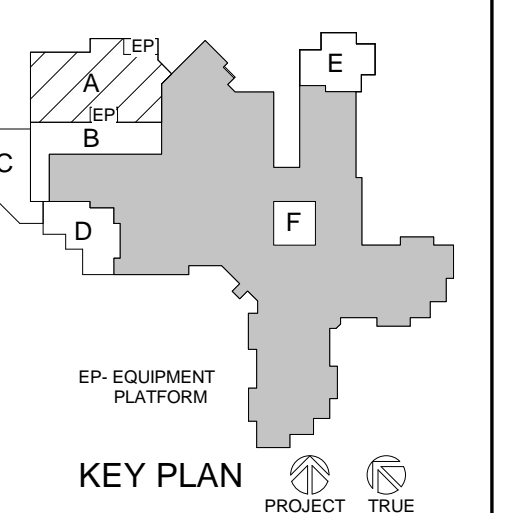 EP
E
A
EP
B
C
F
D
EP- EQUIPMENT
PLATFORM
KEY PLAN
PROJECT TRUE